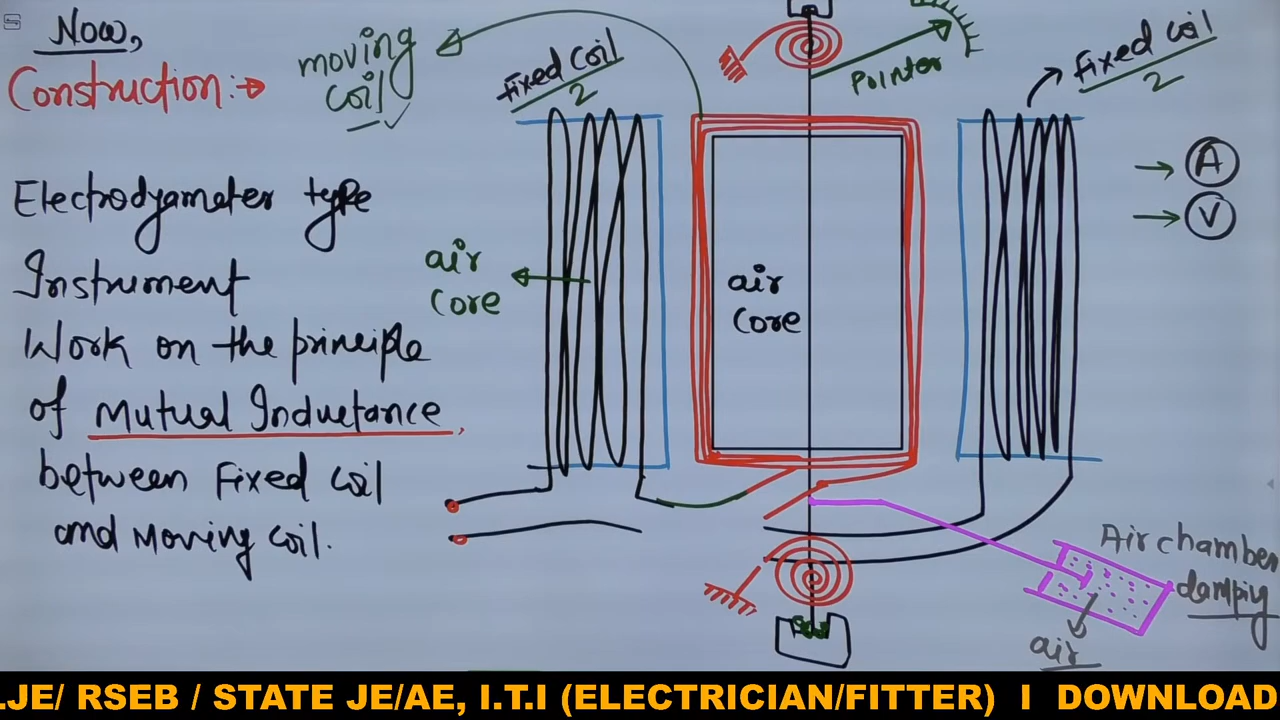 Now,
Construction:→
moving
coil
Fixed coil
2
Pointer
Fixed coil
2
A
V
Electrodyameter type
Instrument
Work on the principle
of Mutual Inductance,
between Fixed coil
and Moving coil.
air
core
air
core
Air chamber
damping
air
LJE/ RSEB / STATE JE/AE, I.T.I (ELECTRICIAN/FITTER) I DOWNLOAD